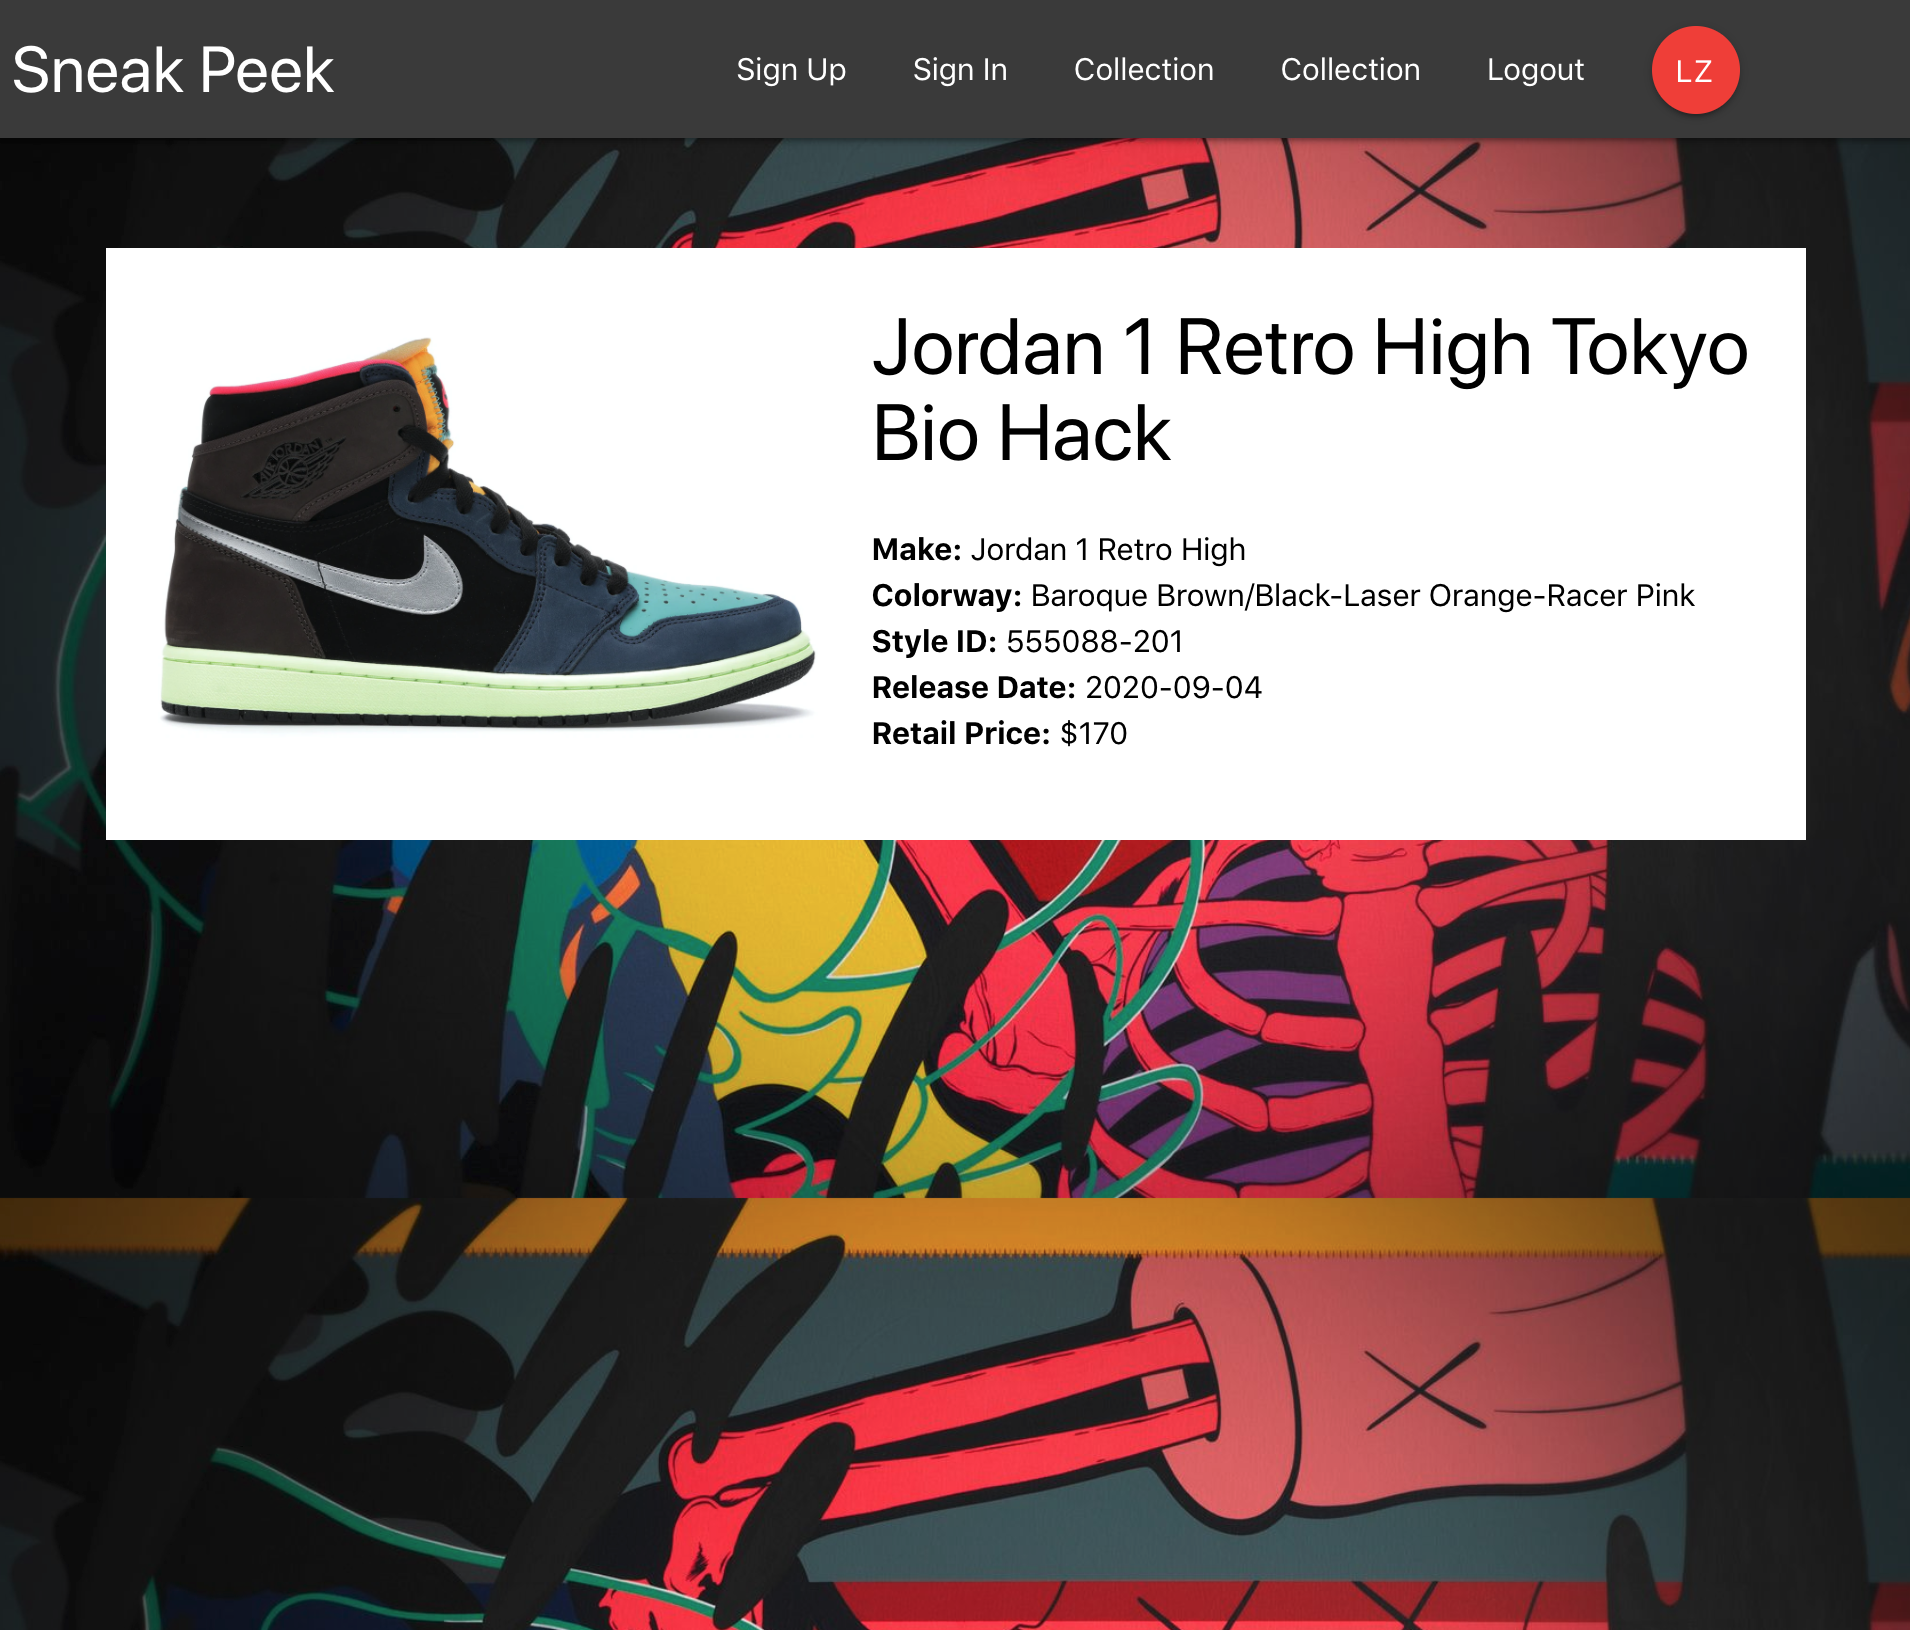 Sneak Peek
Sign Up
Sign In
Collection
Collection
Logout
LZ
Jordan 1 Retro High Tokyo
Bio Hack
Make: Jordan 1 Retro High
Colorway: Baroque Brown/Black-Laser Orange-Racer Pink
Style ID: 555088-201
Release Date: 2020-09-04
Retail Price: $170
AIR JORDAN